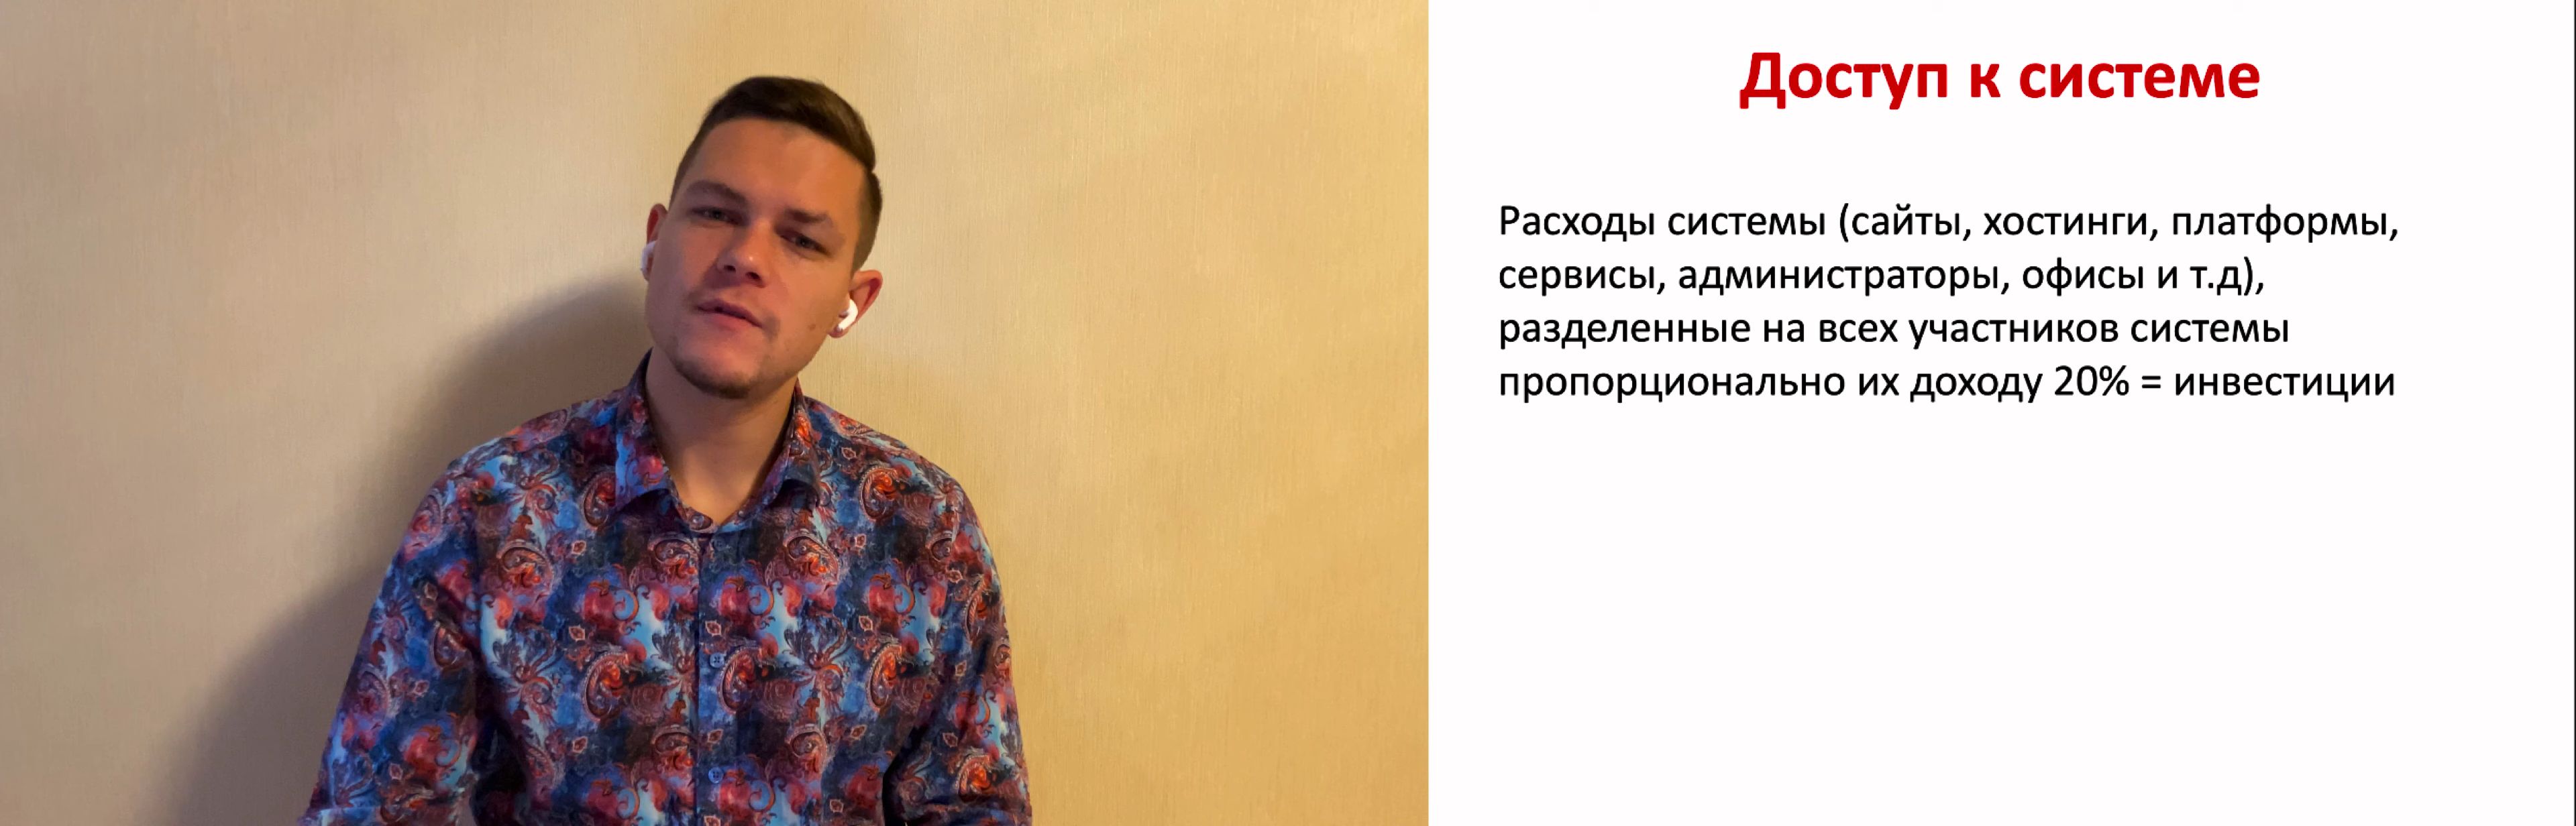 Доступ к системе
Расходы системы (сайты, хостинги, платформы,
сервисы, администраторы, офисы и т.д),
разделенные на всех участников системы
пропорционально их доходу 20% = инвестиции